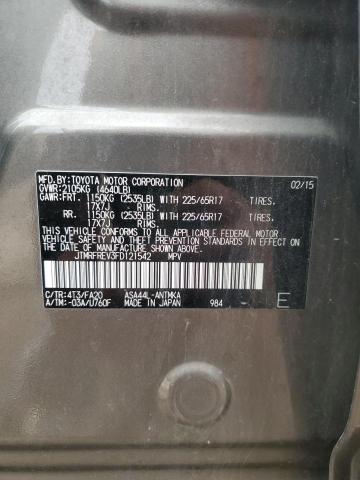 MFD.BY:TOYOTA MOTOR CORPORATION 02/15
GVWR:2105KG (4640LB)
GAWR:FRT. 1150KG (2535LB) WITH 225/65R17 TIRES.
17X7J RIMS.
RR. 1150KG (2535LB) WITH 225/65R17 TIRES.
17X7J RIMS.
THIS VEHICLE CONFORMS TO ALL APPLICABLE FEDERAL MOTOR
VEHICLE SAFETY AND BUMPER STANDARDS IN EFFECT ON THE DATE
OF MANUFACTURE SHOWN ABOVE.
JTMRFREV3FD121542 MPV
C/TR:4T3/FA20 ASA44L-ANTMKA
A/TM:-03A/U760F MADE IN JAPAN 984 - E